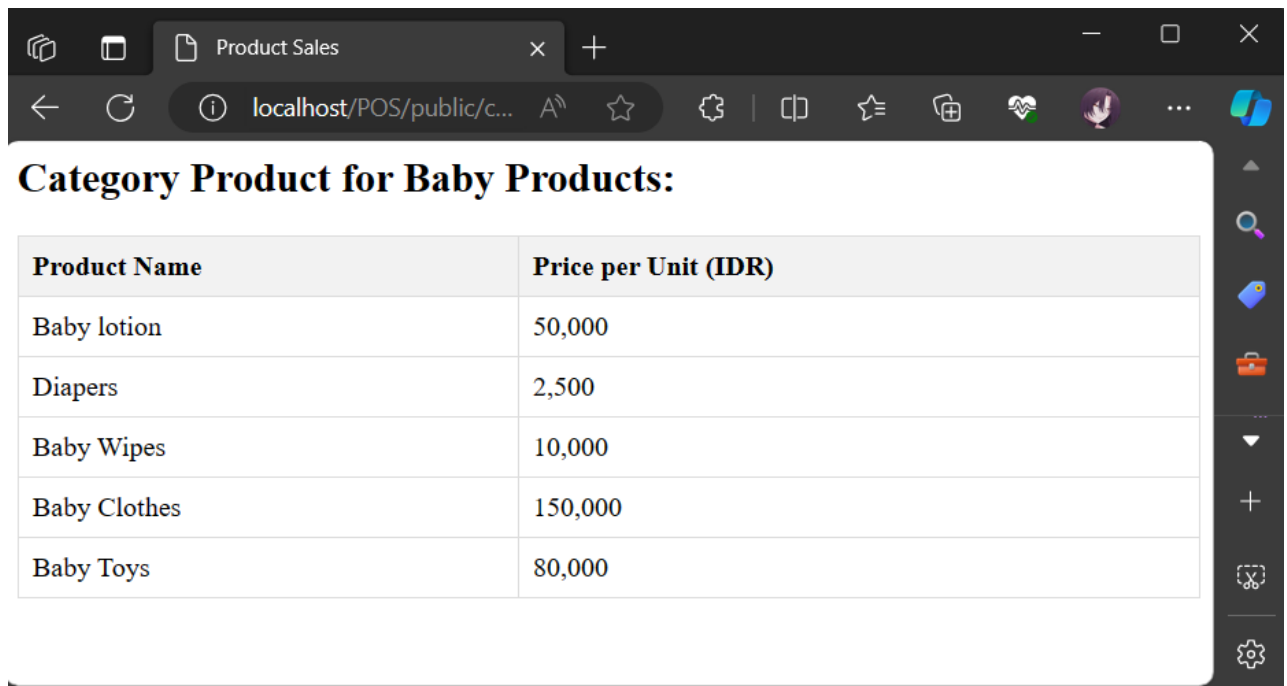 Product Sales
localhost/POS/public/c...
Category Product for Baby Products:
Product Name Price per Unit (IDR)
Baby lotion 50,000
Diapers 2,500
Baby Wipes 10,000
Baby Clothes 150,000
Baby Toys 80,000